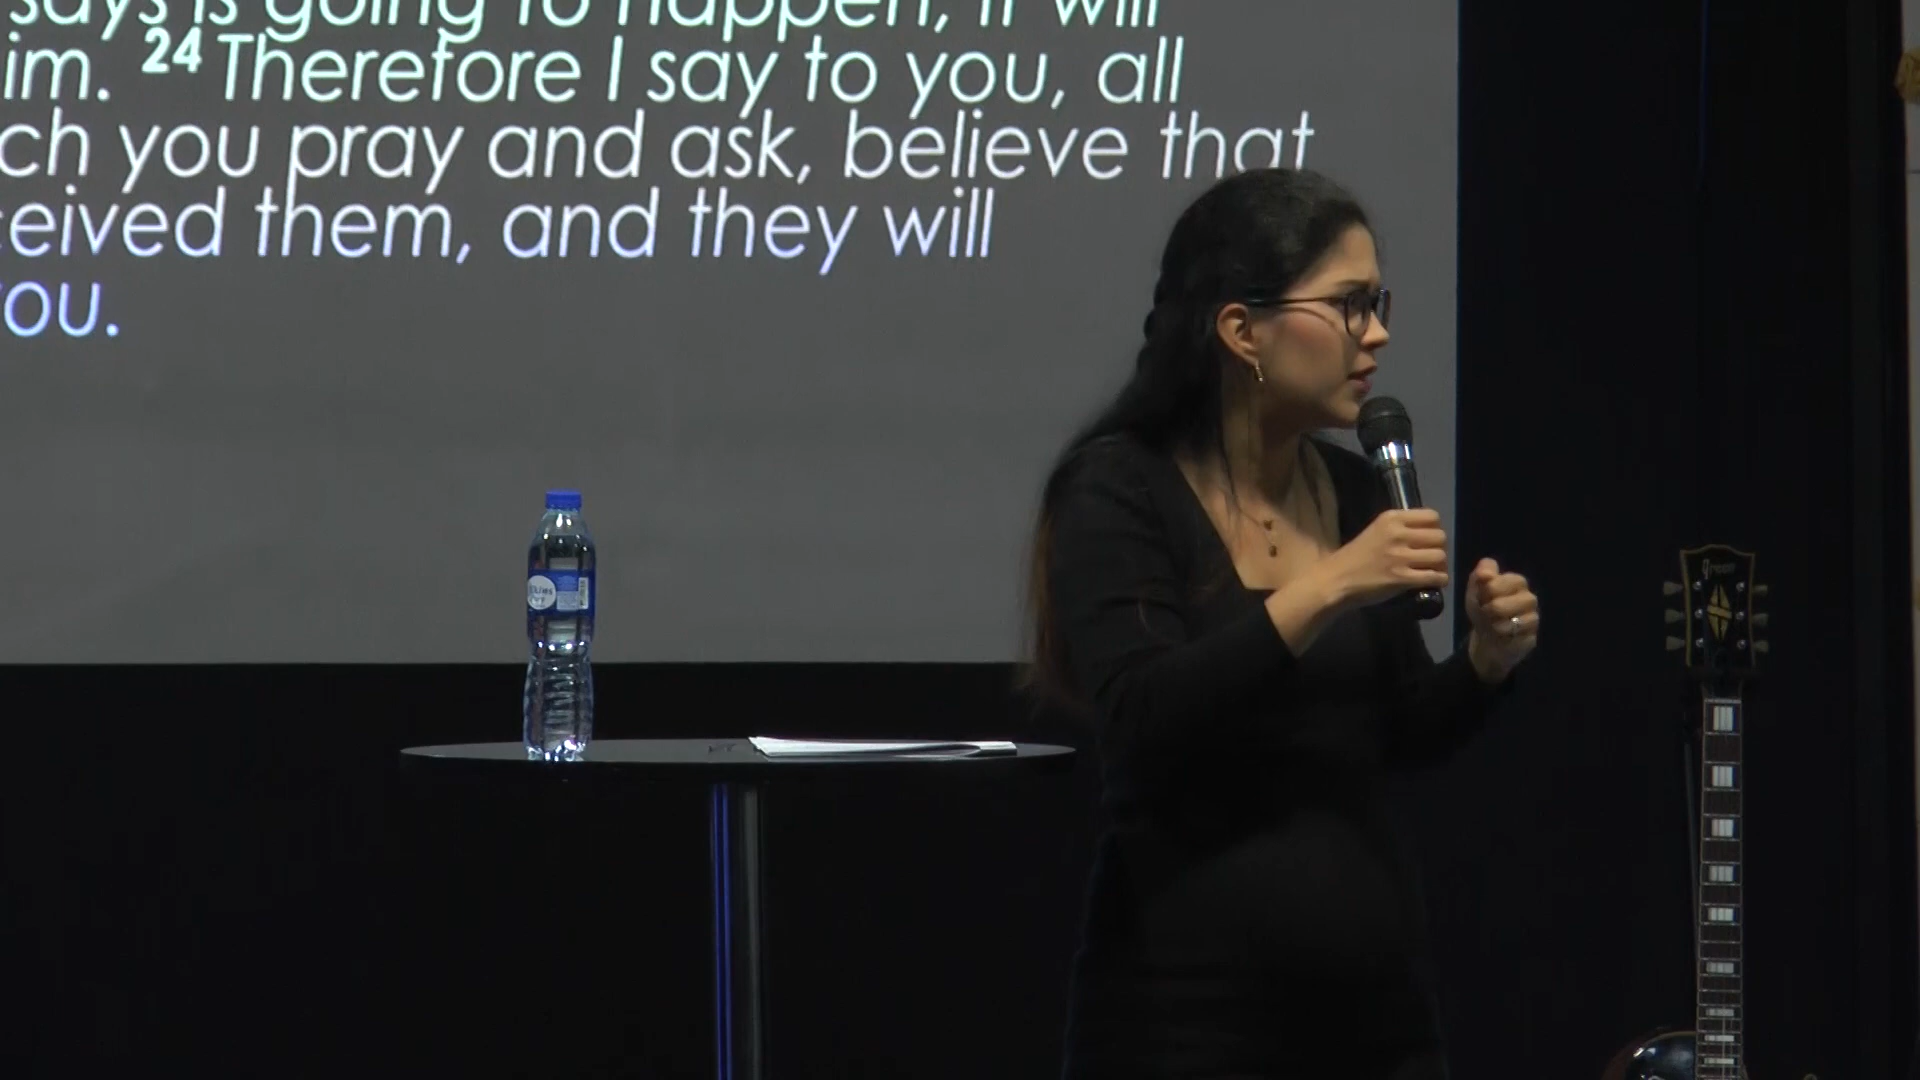 says is going to happen, it will
im. 24 Therefore I say to you, all
ch you pray and ask, believe that
ceived them, and they will
ou.